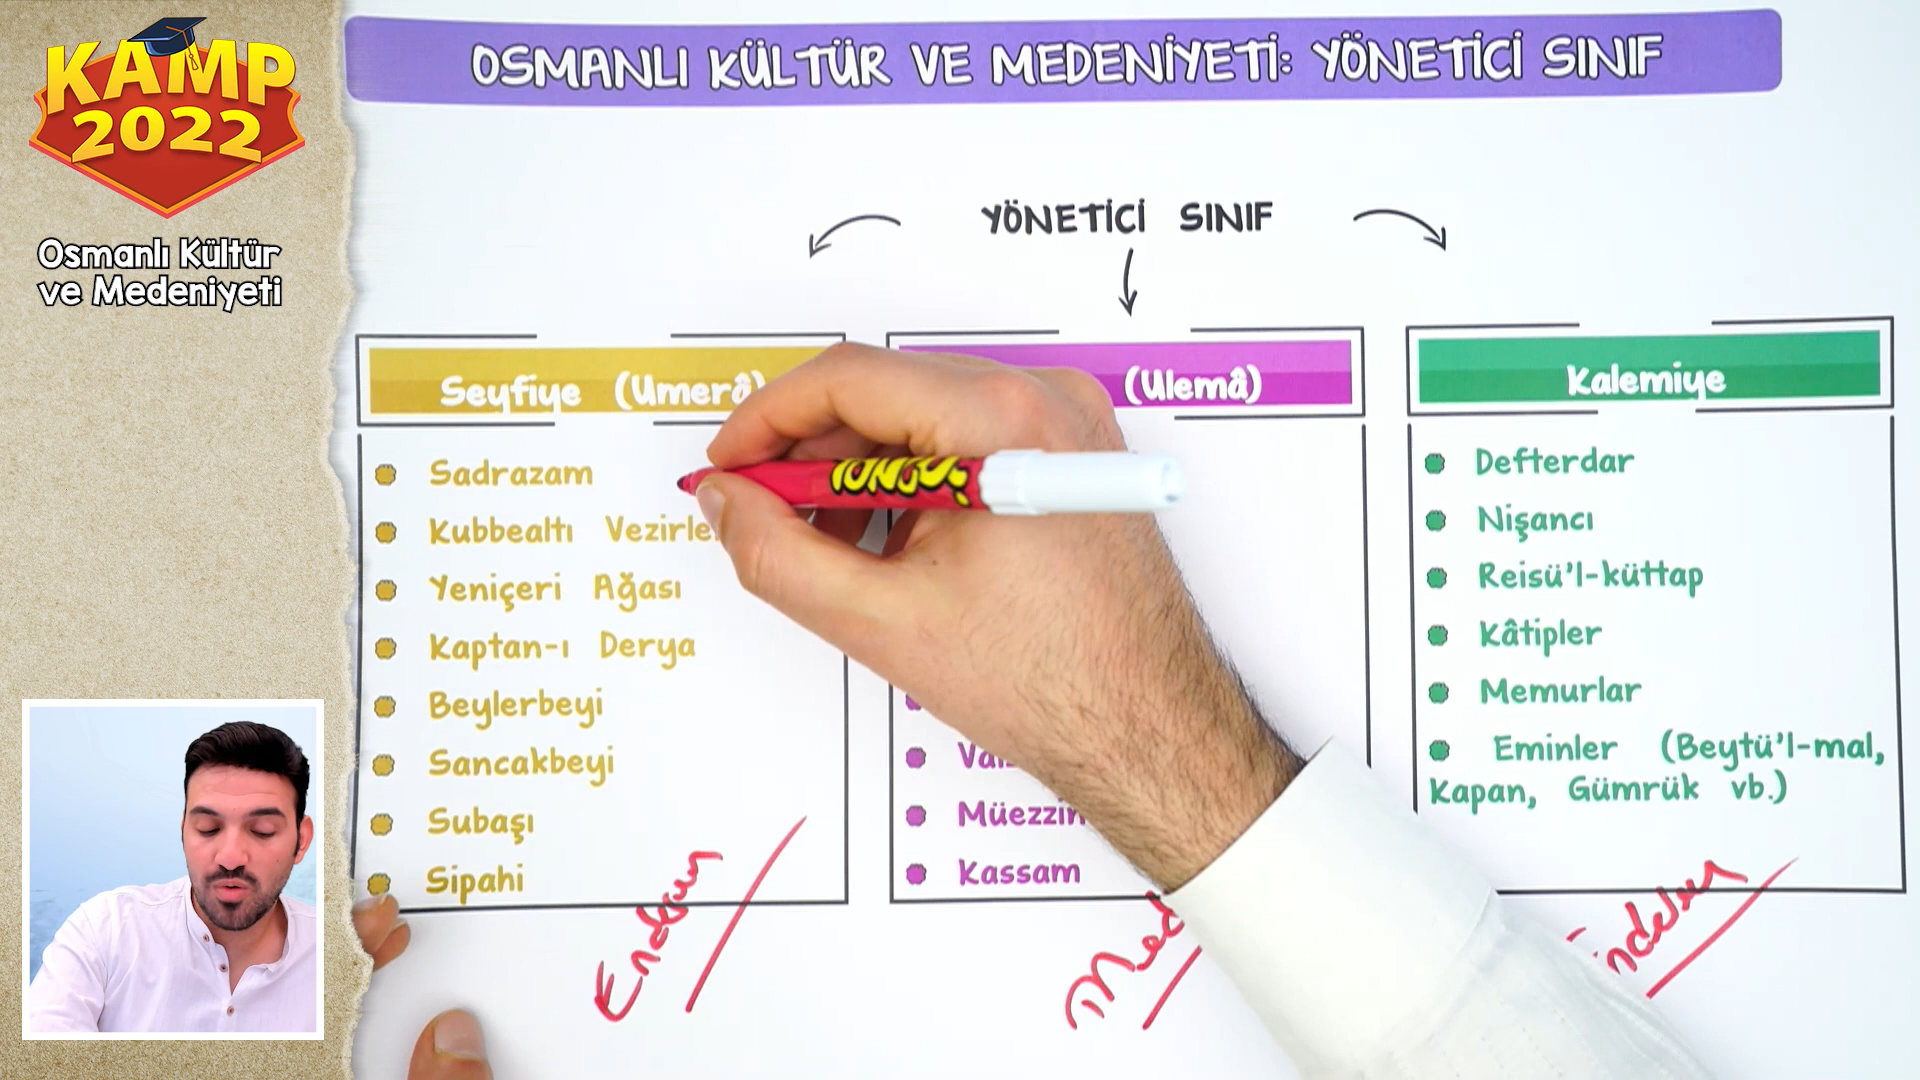 KAMP
2022
Osmanlı Kültür
ve Medeniyeti
OSMANLI KÜLTÜR VE MEDENİYETİ: YÖNETİCİ SINIF
YÖNETİCİ SINIF
Seyfiye (Umerâ)
Sadrazam
Kubbealtı
Yeniçeri Ağası
Kaptan-ı Derya
Beylerbeyi
Sancakbeyi
Subaşı
Sipahi
Enderun
(Ulemâ)
Müezzin
Kassam
Kalemiye
Defterdar
Nişancı
Reisü'l-küttap
Kâtipler
Memurlar
Eminler (Beytü'l-mal,
Kapan, Gümrük vb.)